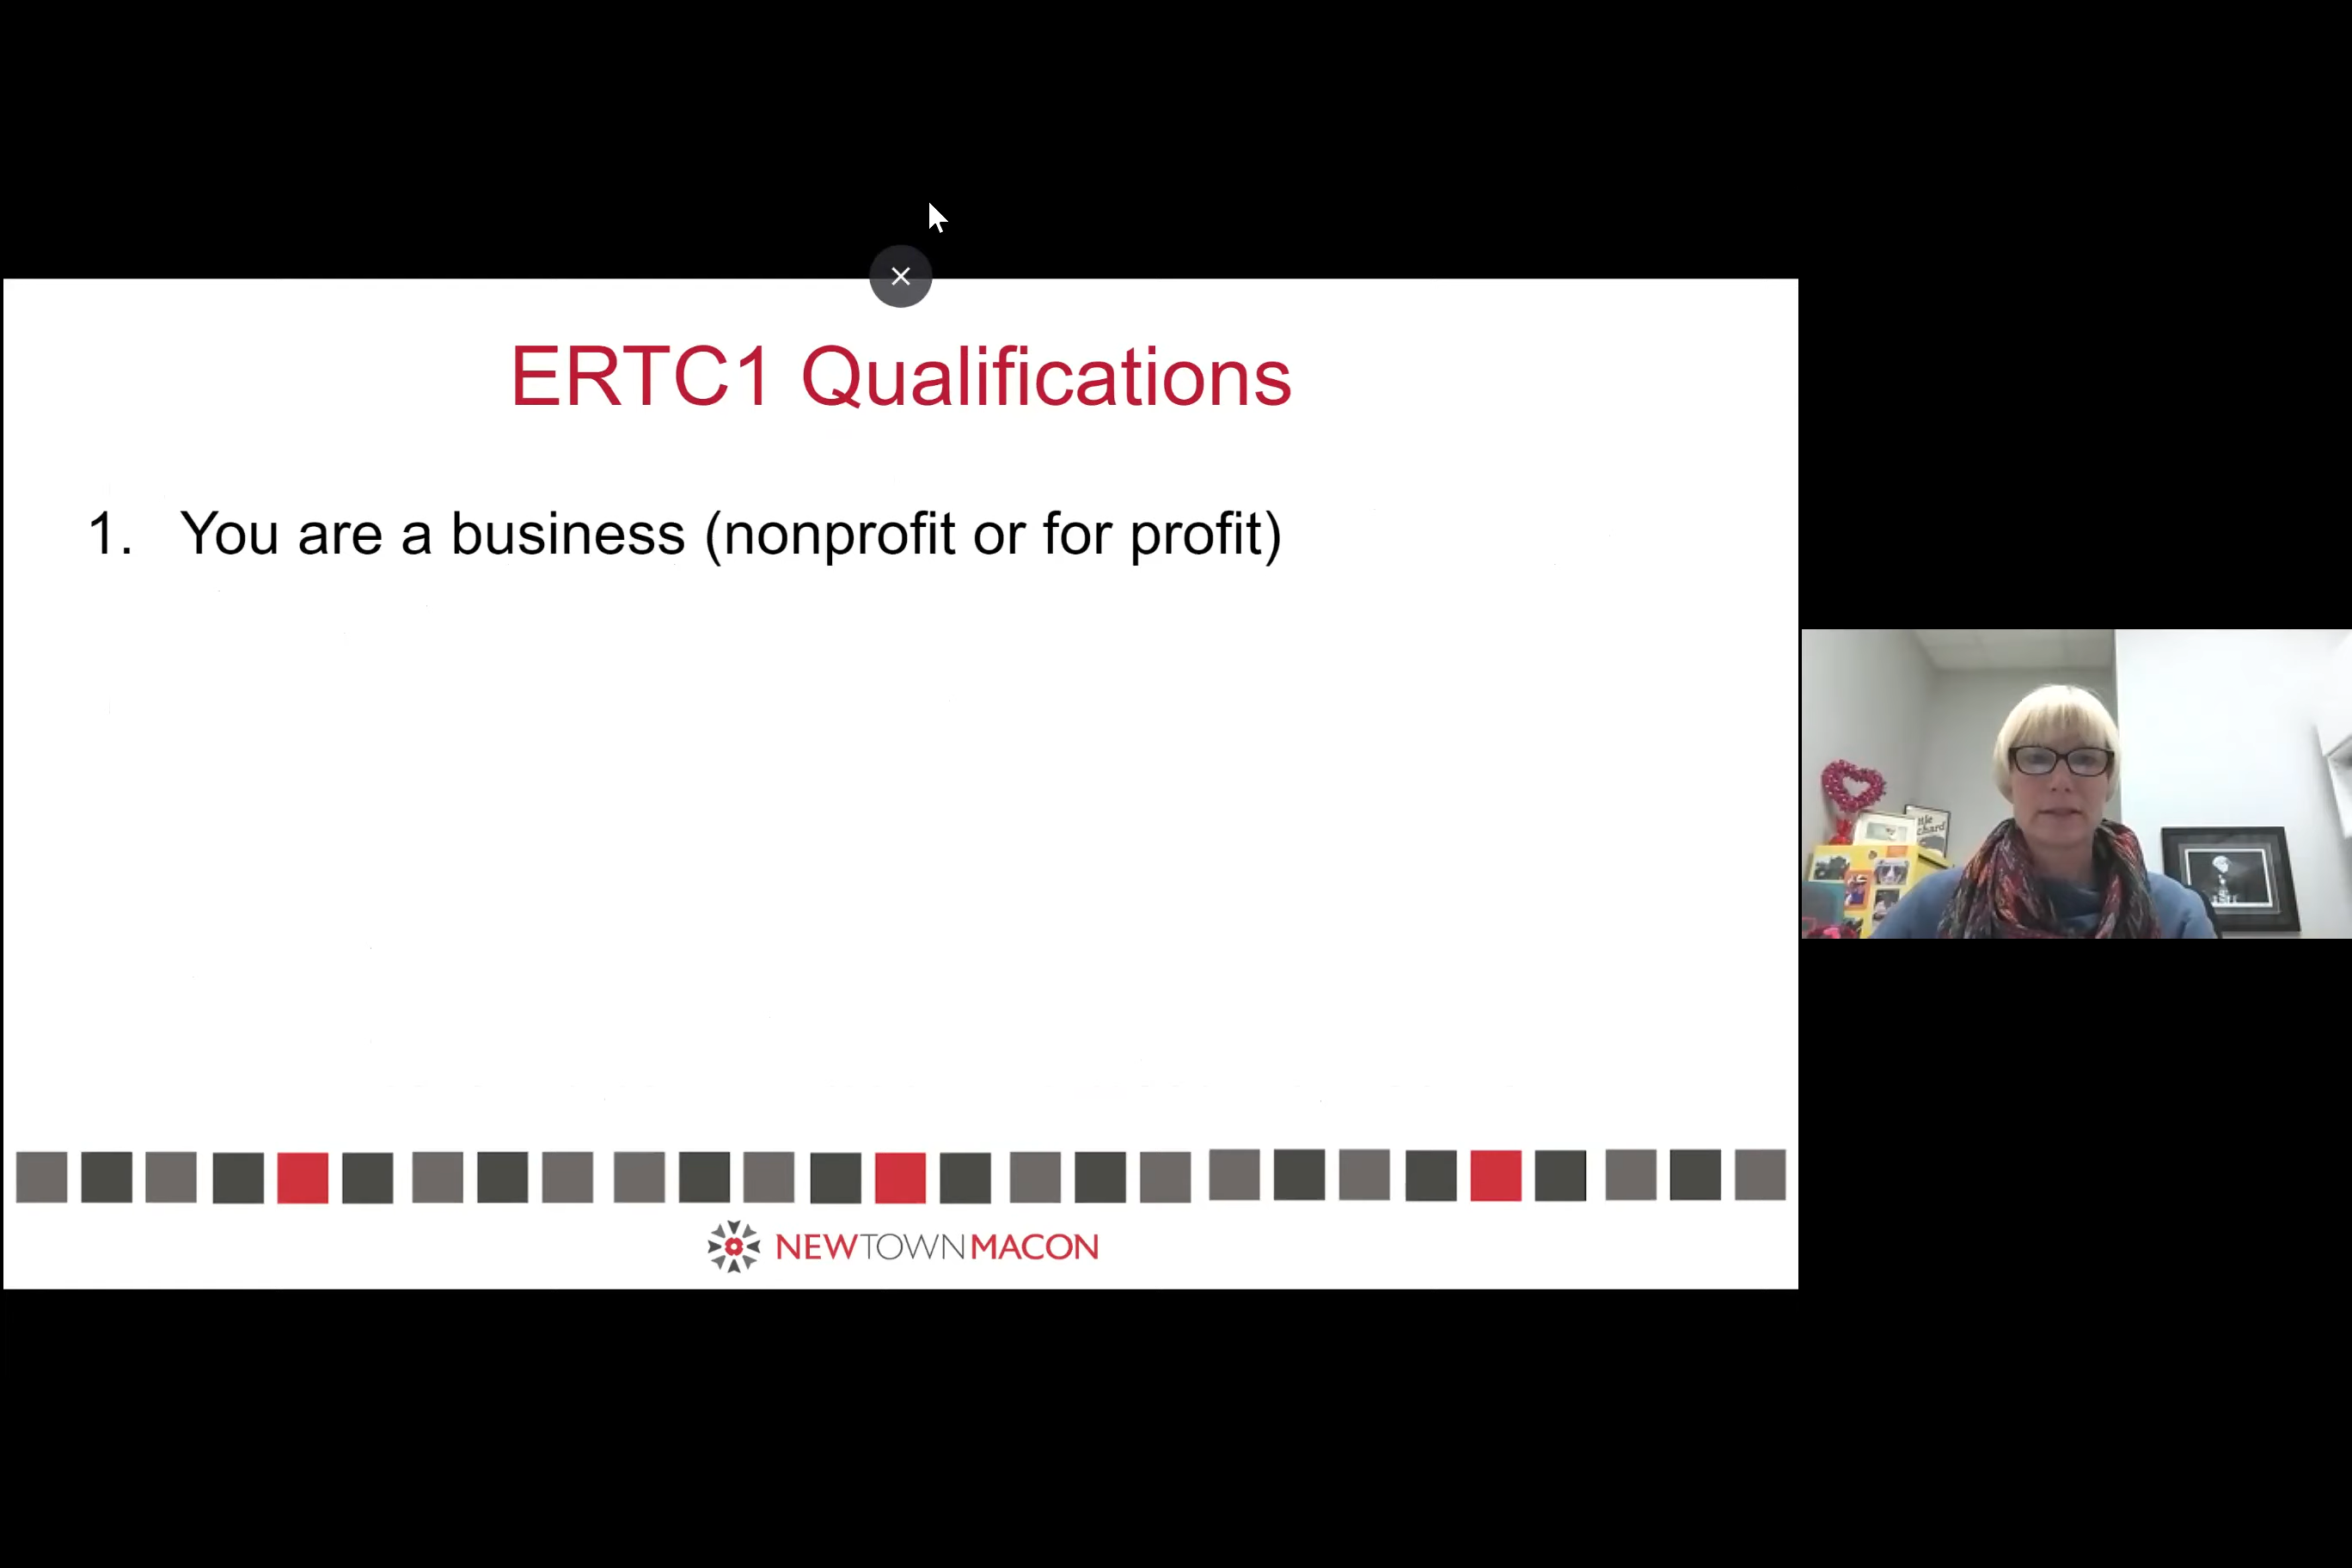 ERTC1 Qualifications
1. You are a business (nonprofit or for profit)
NEWTOWNMACON